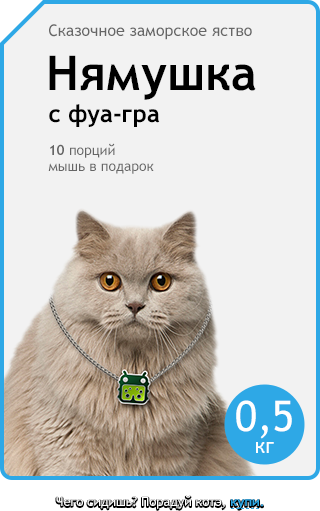 Сказочное заморское яство
Нямушка
с фуа-гра
10 порций
мышь в подарок
0,5
кг
Чего сидишь? Порадуй котэ, купи.